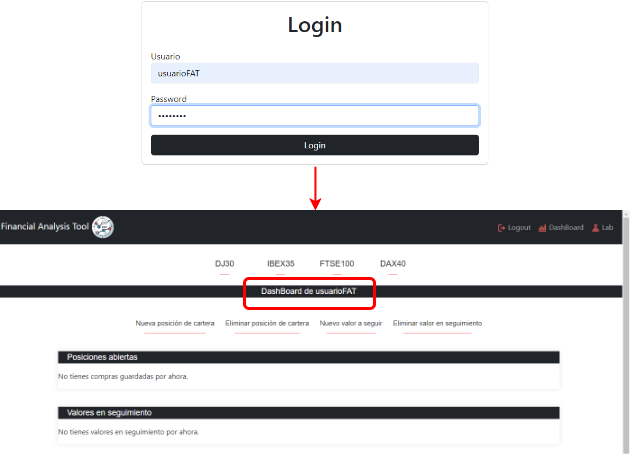 Login
Usuario
usuarioFAT
Password
••••••••
Login
Financial Analysis Tool
Logout DashBoard Lab
DJ30 IBEX35 FTSE100 DAX40
DashBoard de usuarioFAT
Nueva posición de cartera Eliminar posición de cartera Nuevo valor a seguir Eliminar valor en seguimiento
Posiciones abiertas
No tienes compras guardadas por ahora.
Valores en seguimiento
No tienes valores en seguimiento por ahora.